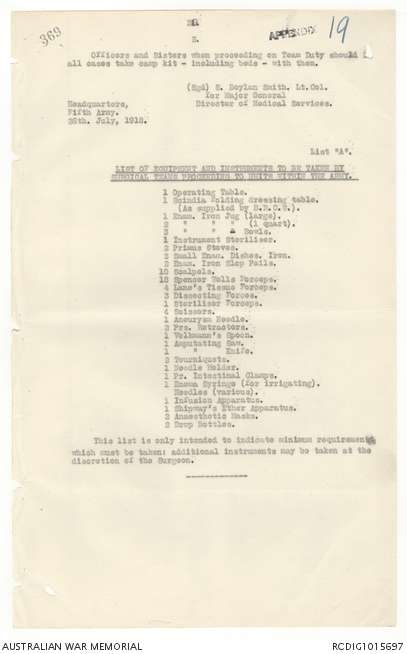 369
APPENDIX 19
2.
Officers and Sisters when proceeding on Team Duty should in
all cases take camp kit - including beds - with them.
(Sgd) S. Boylan Smith. Lt.Col.
for Major General
Headquarters, Director of Medical Services.
Fifth Army.
28th. July, 1918.
List "A".
LIST OF EQUIPMENT AND INSTRUMENTS TO BE TAKEN BY
SURGICAL TEAMS PROCEEDING TO UNITS WITHIN THE ARMY.
1 Operating Table.
1 Scindia folding dressing table.
(As supplied by B.R.C.S.).
1 Enam. Iron Jug (large).
2 " " " (1 quart).
3 " " Bowls.
1 Instrument Steriliser.
2 Primus Stoves.
2 Small Enam. Dishes. Iron.
2 Enam. Iron Slop Pails.
10 Scalpels.
18 Spencer Wells Forceps.
4 Lane's Tissue Forceps.
3 Dissecting Forces.
1 Steriliser Forceps.
4 Scissors.
1 Aneurysm Needle.
3 Prs. Retractors.
1 Volkmann's Spoon.
1 Amputating Saw.
1 " Knife.
2 Tourniquets.
1 Needle Holder.
1 Pr. Intestinal Clamps.
1 Enema Syringe (for irrigating).
Needles (various).
1 Infusion Apparatus.
1 Shipway's Ether Apparatus.
2 Anaesthetic Masks.
2 Drop Bottles.
This list is only intended to indicate minimum requirements
which must be taken: additional instruments may be taken at the
discretion of the Surgeon.
AUSTRALIAN WAR MEMORIAL RCDIG1015697